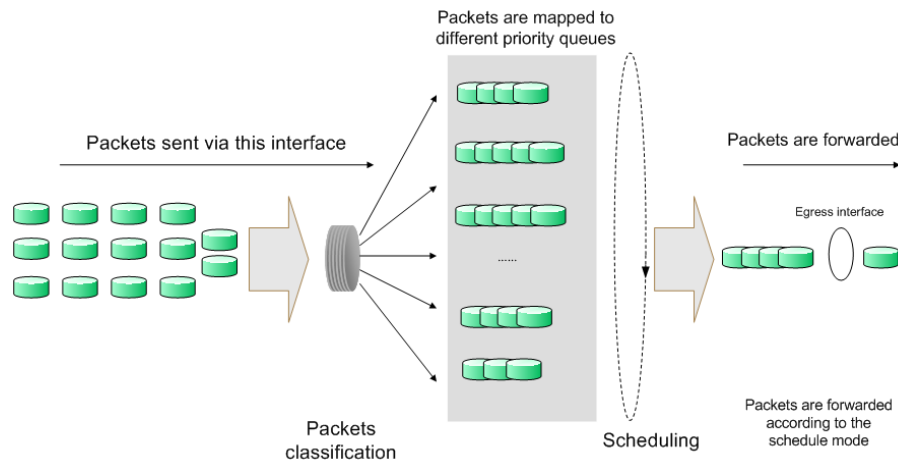 Packets are mapped to
different priority queues
Packets sent via this interface
Packets are forwarded
Egress interface
......
Packets
classification
Scheduling
Packets are forwarded
according to the
schedule mode